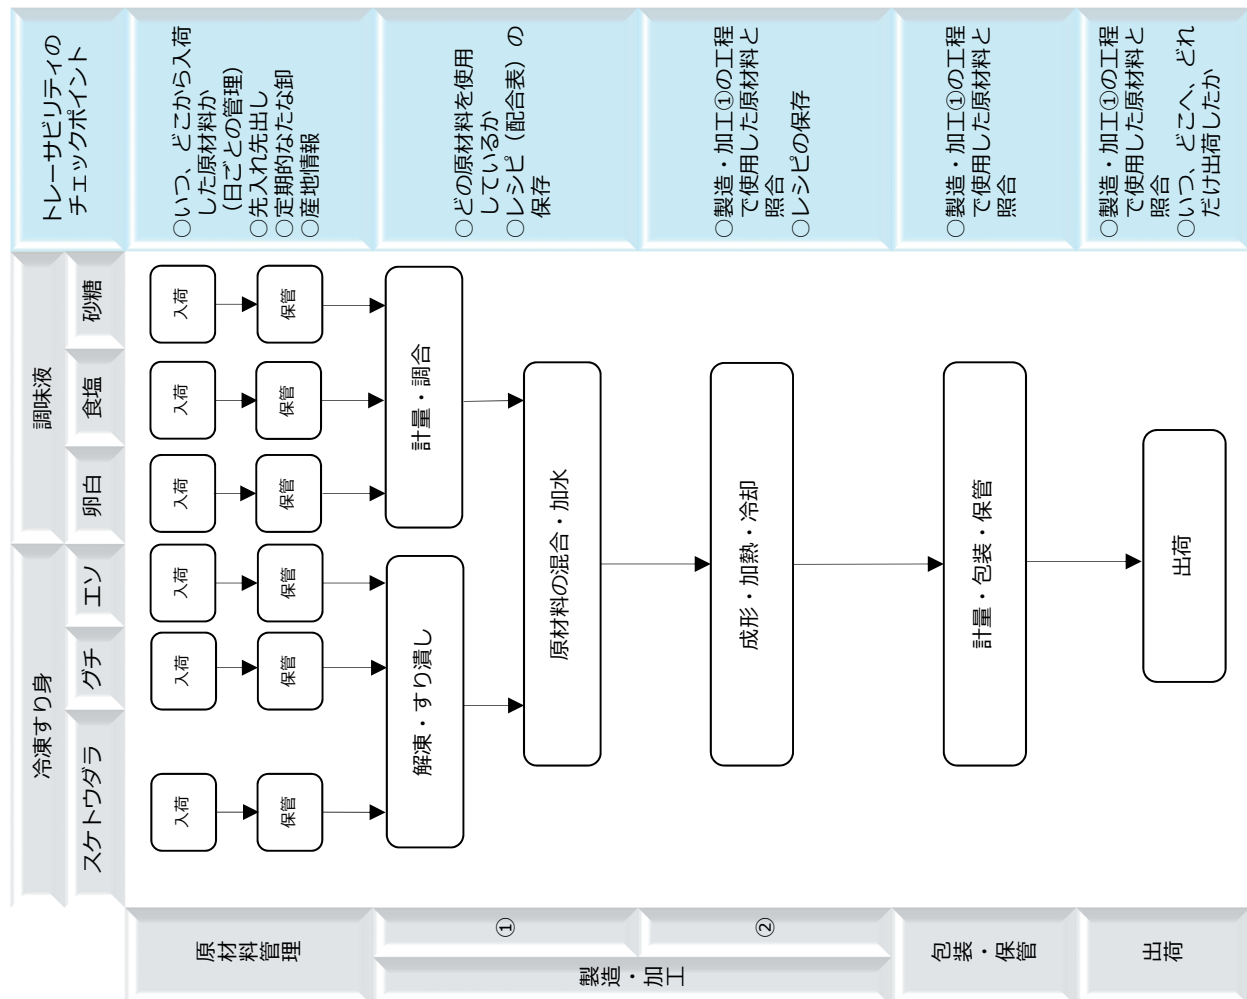 冷凍すり身
調味液
トレーサビリティの
チェックポイント
スケトウダラ
グチ
エソ
卵白
食塩
砂糖
原材料管理
入荷
入荷
入荷
入荷
入荷
入荷
保管
保管
保管
保管
保管
保管
○いつ、どこから入荷
した原材料か
（日ごとの管理）
○先入れ先出し
○定期的なたな卸
○産地情報
製造・加工
①
解凍・すり潰し
計量・調合
原材料の混合・加水
○どの原材料を使用
しているか
○レシピ（配合表）の
保存
②
成形・加熱・冷却
○製造・加工①の工程
で使用した原材料と
照合
○レシピの保存
包装・保管
計量・包装・保管
○製造・加工①の工程
で使用した原材料と
照合
出荷
出荷
○製造・加工①の工程
で使用した原材料と
照合
○いつ、どこへ、どれ
だけ出荷したか